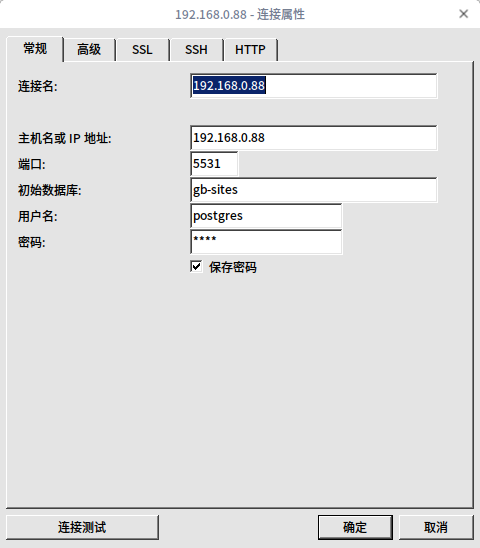 192.168.0.88 - 连接属性
常规 高级 SSL SSH HTTP
连接名: 192.168.0.88
主机名或 IP 地址: 192.168.0.88
端口: 5531
初始数据库: gb-sites
用户名: postgres
密码: ****
保存密码
连接测试 确定 取消